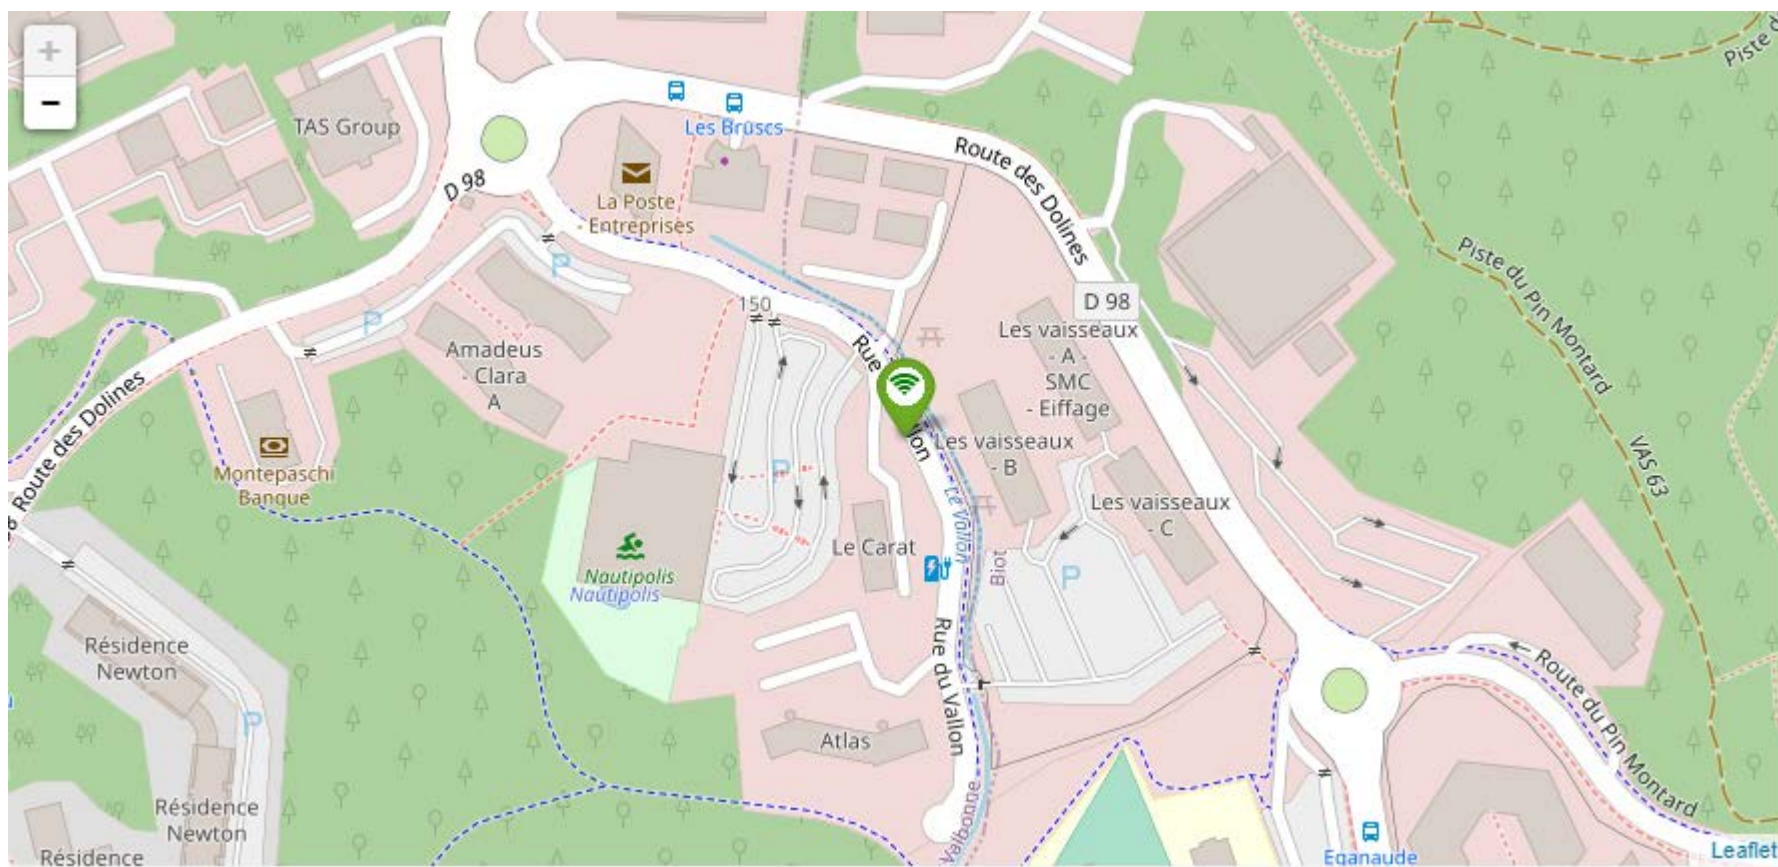 +
-
Piste d
TAS Group
Les Bruscs
D 98
La Poste
Entreprises
Route des Dolines
Piste du Pin Montard
P
150
D 98
P
Les vaisseaux
- A -
SMC
- Eiffage
Amadeus
- Clara
A
Rue
llon
Route des Dolines
Les vaisseaux
- B
VAS 63
Montepaschi
Banque
P
Le Vallon
Les vaisseaux
- C
Le Carat
Biot
P
Nautipolis
Nautipolis
Résidence
Newton
Rue du Vallon
Route du Pin Montard
P
Atlas
Résidence
Newton
Valbonne
Résidence
Eganaude
Leaflet